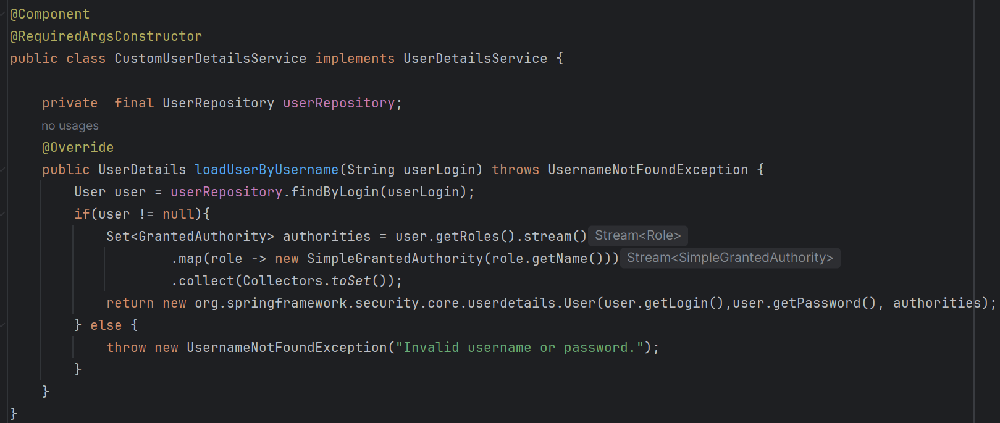 @Component
@RequiredArgsConstructor
public class CustomUserDetailsService implements UserDetailsService {
private  final UserRepository userRepository;
no usages
@Override
public UserDetails loadUserByUsername(String userLogin) throws UsernameNotFoundException {
User user = userRepository.findByLogin(userLogin);
if(user != null){
Set<GrantedAuthority> authorities = user.getRoles().stream() Stream<Role>
.map(role -> new SimpleGrantedAuthority(role.getName())) Stream<SimpleGrantedAuthority>
.collect(Collectors.toSet());
return new org.springframework.security.core.userdetails.User(user.getLogin(),user.getPassword(), authorities);
} else {
throw new UsernameNotFoundException("Invalid username or password.");
}
}
}